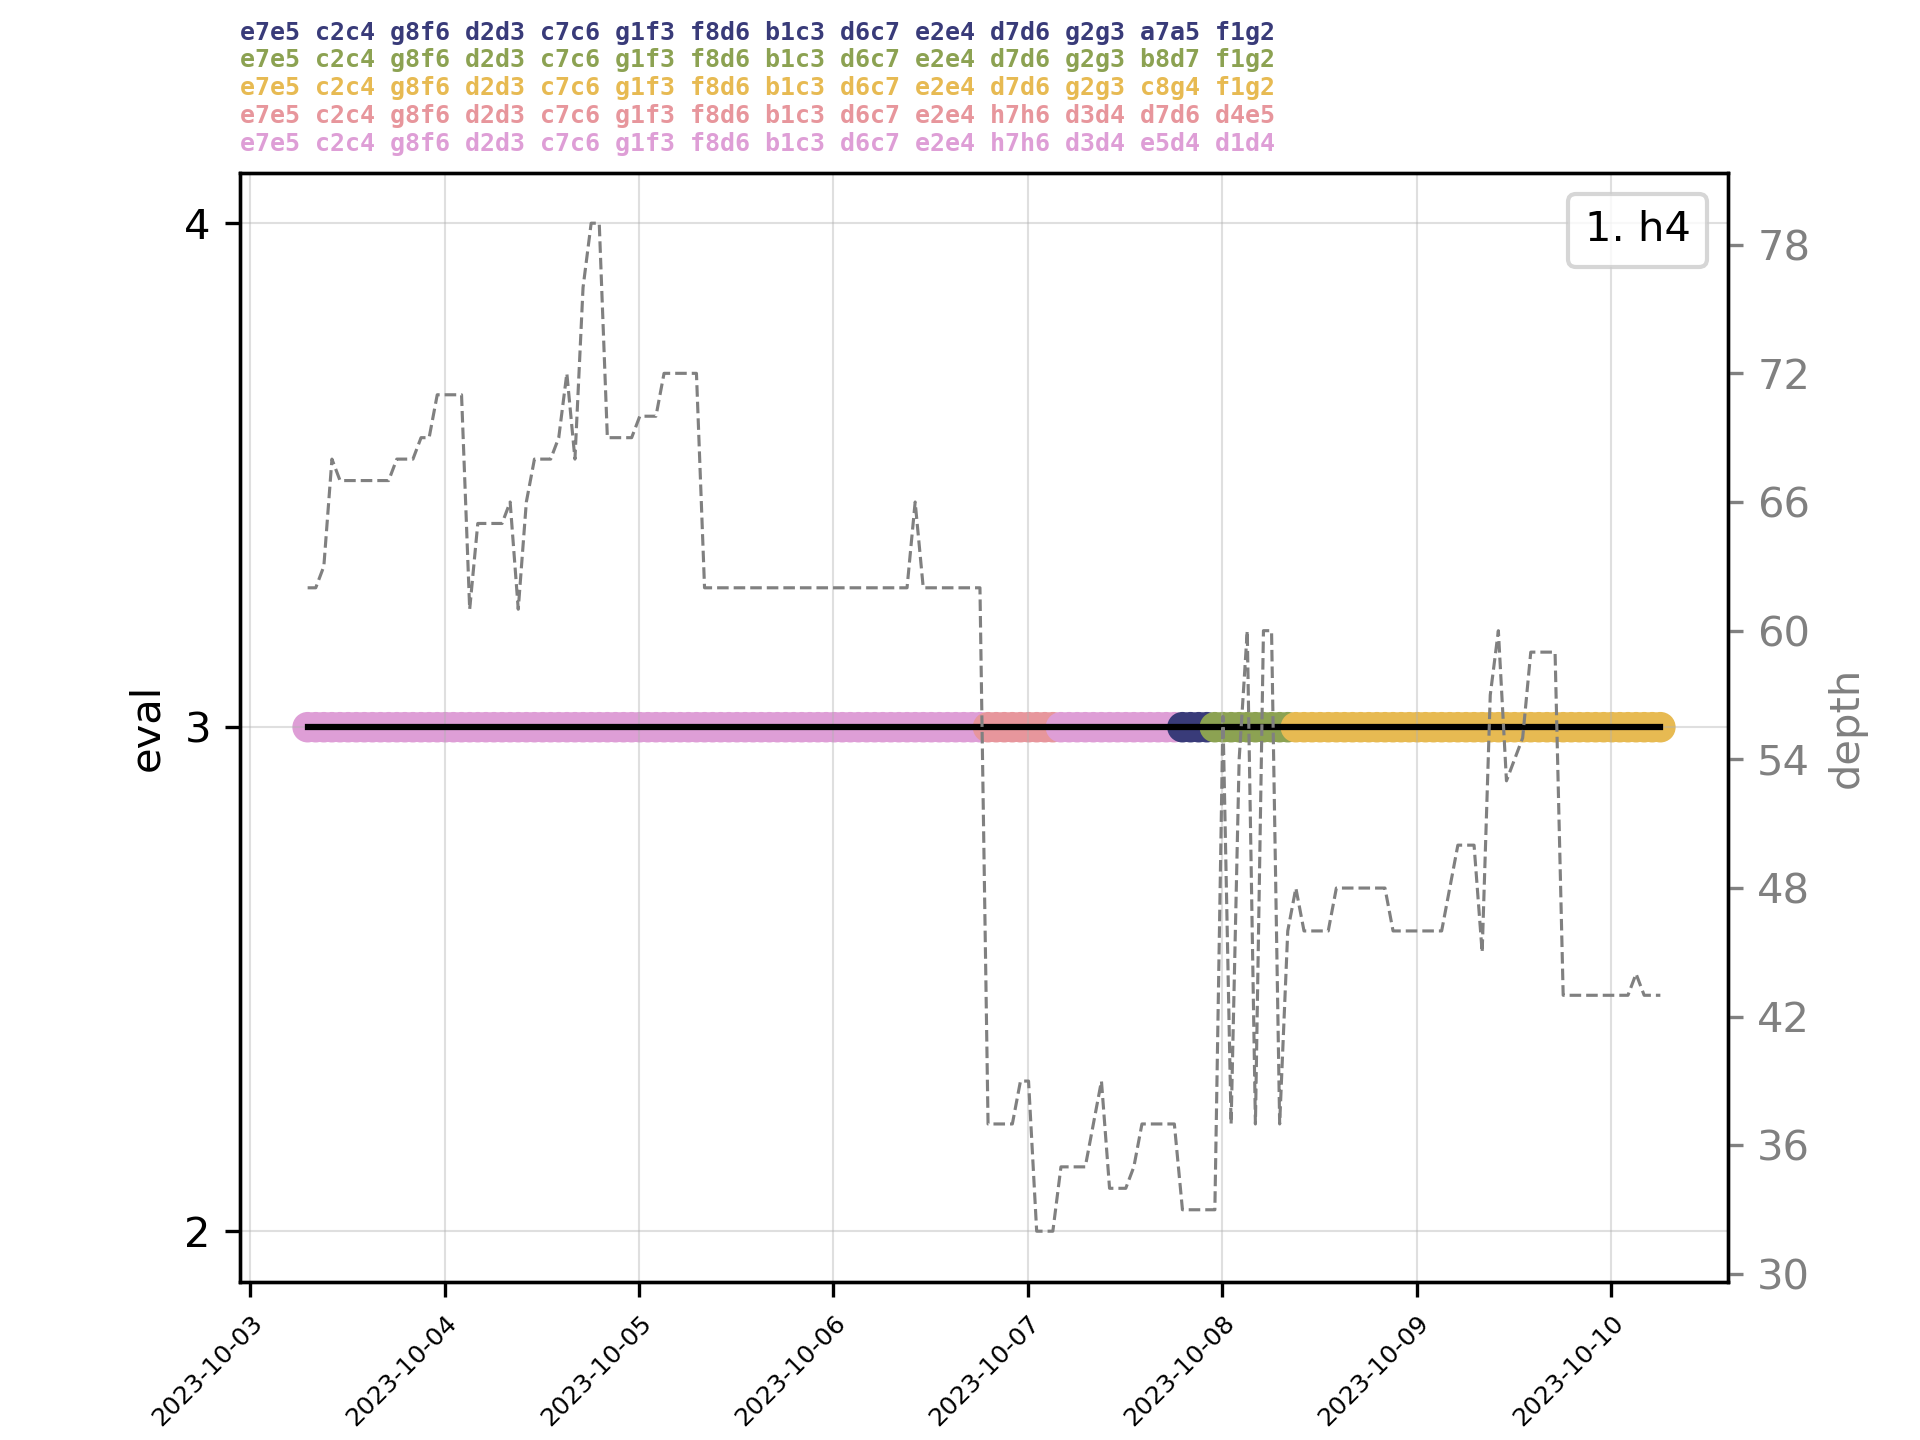 e7e5 c2c4 g8f6 d2d3 c7c6 g1f3 f8d6 b1c3 d6c7 e2e4 d7d6 g2g3 a7a5 f1g2
e7e5 c2c4 g8f6 d2d3 c7c6 g1f3 f8d6 b1c3 d6c7 e2e4 d7d6 g2g3 b8d7 f1g2
e7e5 c2c4 g8f6 d2d3 c7c6 g1f3 f8d6 b1c3 d6c7 e2e4 d7d6 g2g3 c8g4 f1g2
e7e5 c2c4 g8f6 d2d3 c7c6 g1f3 f8d6 b1c3 d6c7 e2e4 h7h6 d3d4 d7d6 d4e5
e7e5 c2c4 g8f6 d2d3 c7c6 g1f3 f8d6 b1c3 d6c7 e2e4 h7h6 d3d4 e5d4 d1d4
1. h4
4
3
2
eval
78
72
66
60
54
48
42
36
30
depth
2023-10-03
2023-10-04
2023-10-05
2023-10-06
2023-10-07
2023-10-08
2023-10-09
2023-10-10